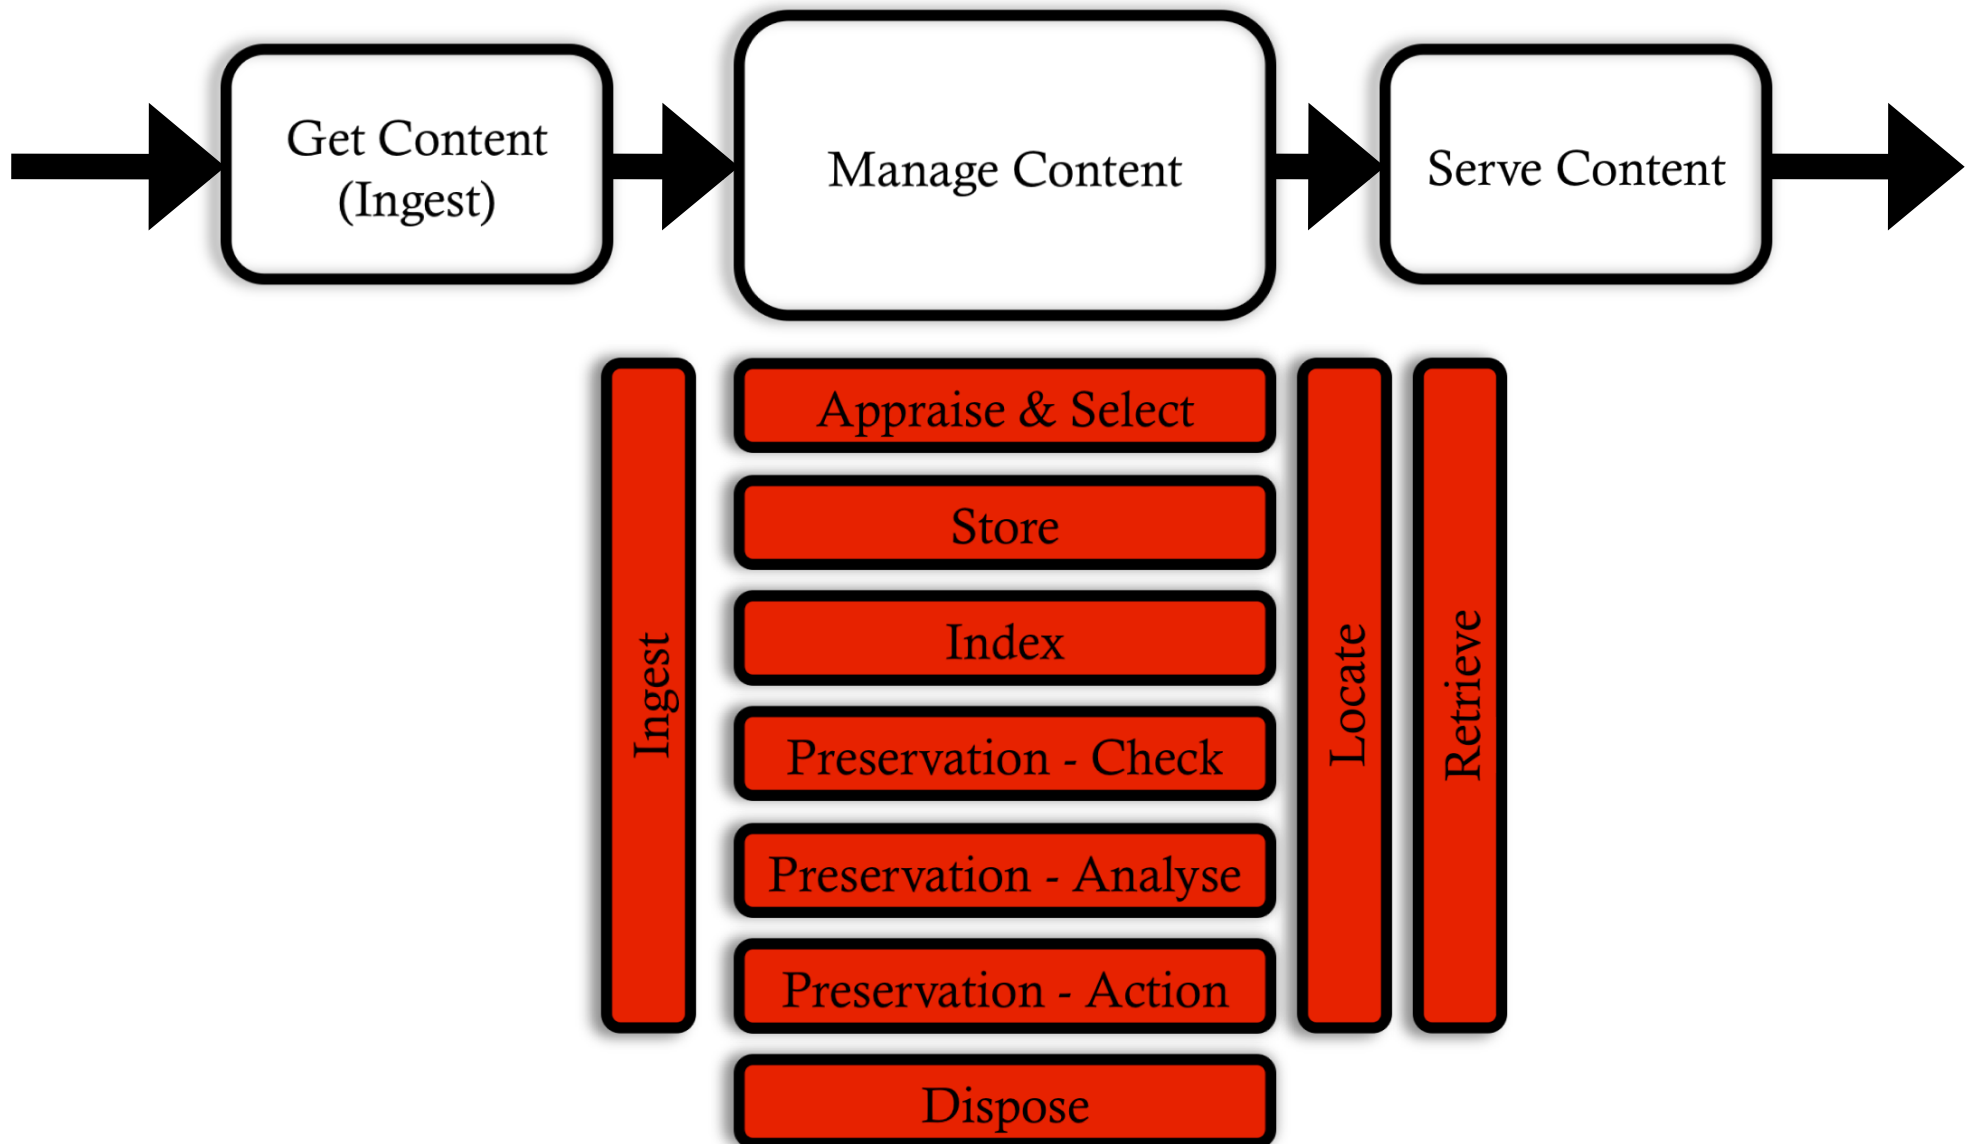 Get Content
(Ingest)
Manage Content
Serve Content
Ingest
Appraise & Select
Store
Index
Preservation - Check
Preservation - Analyse
Preservation - Action
Dispose
Locate
Retrieve